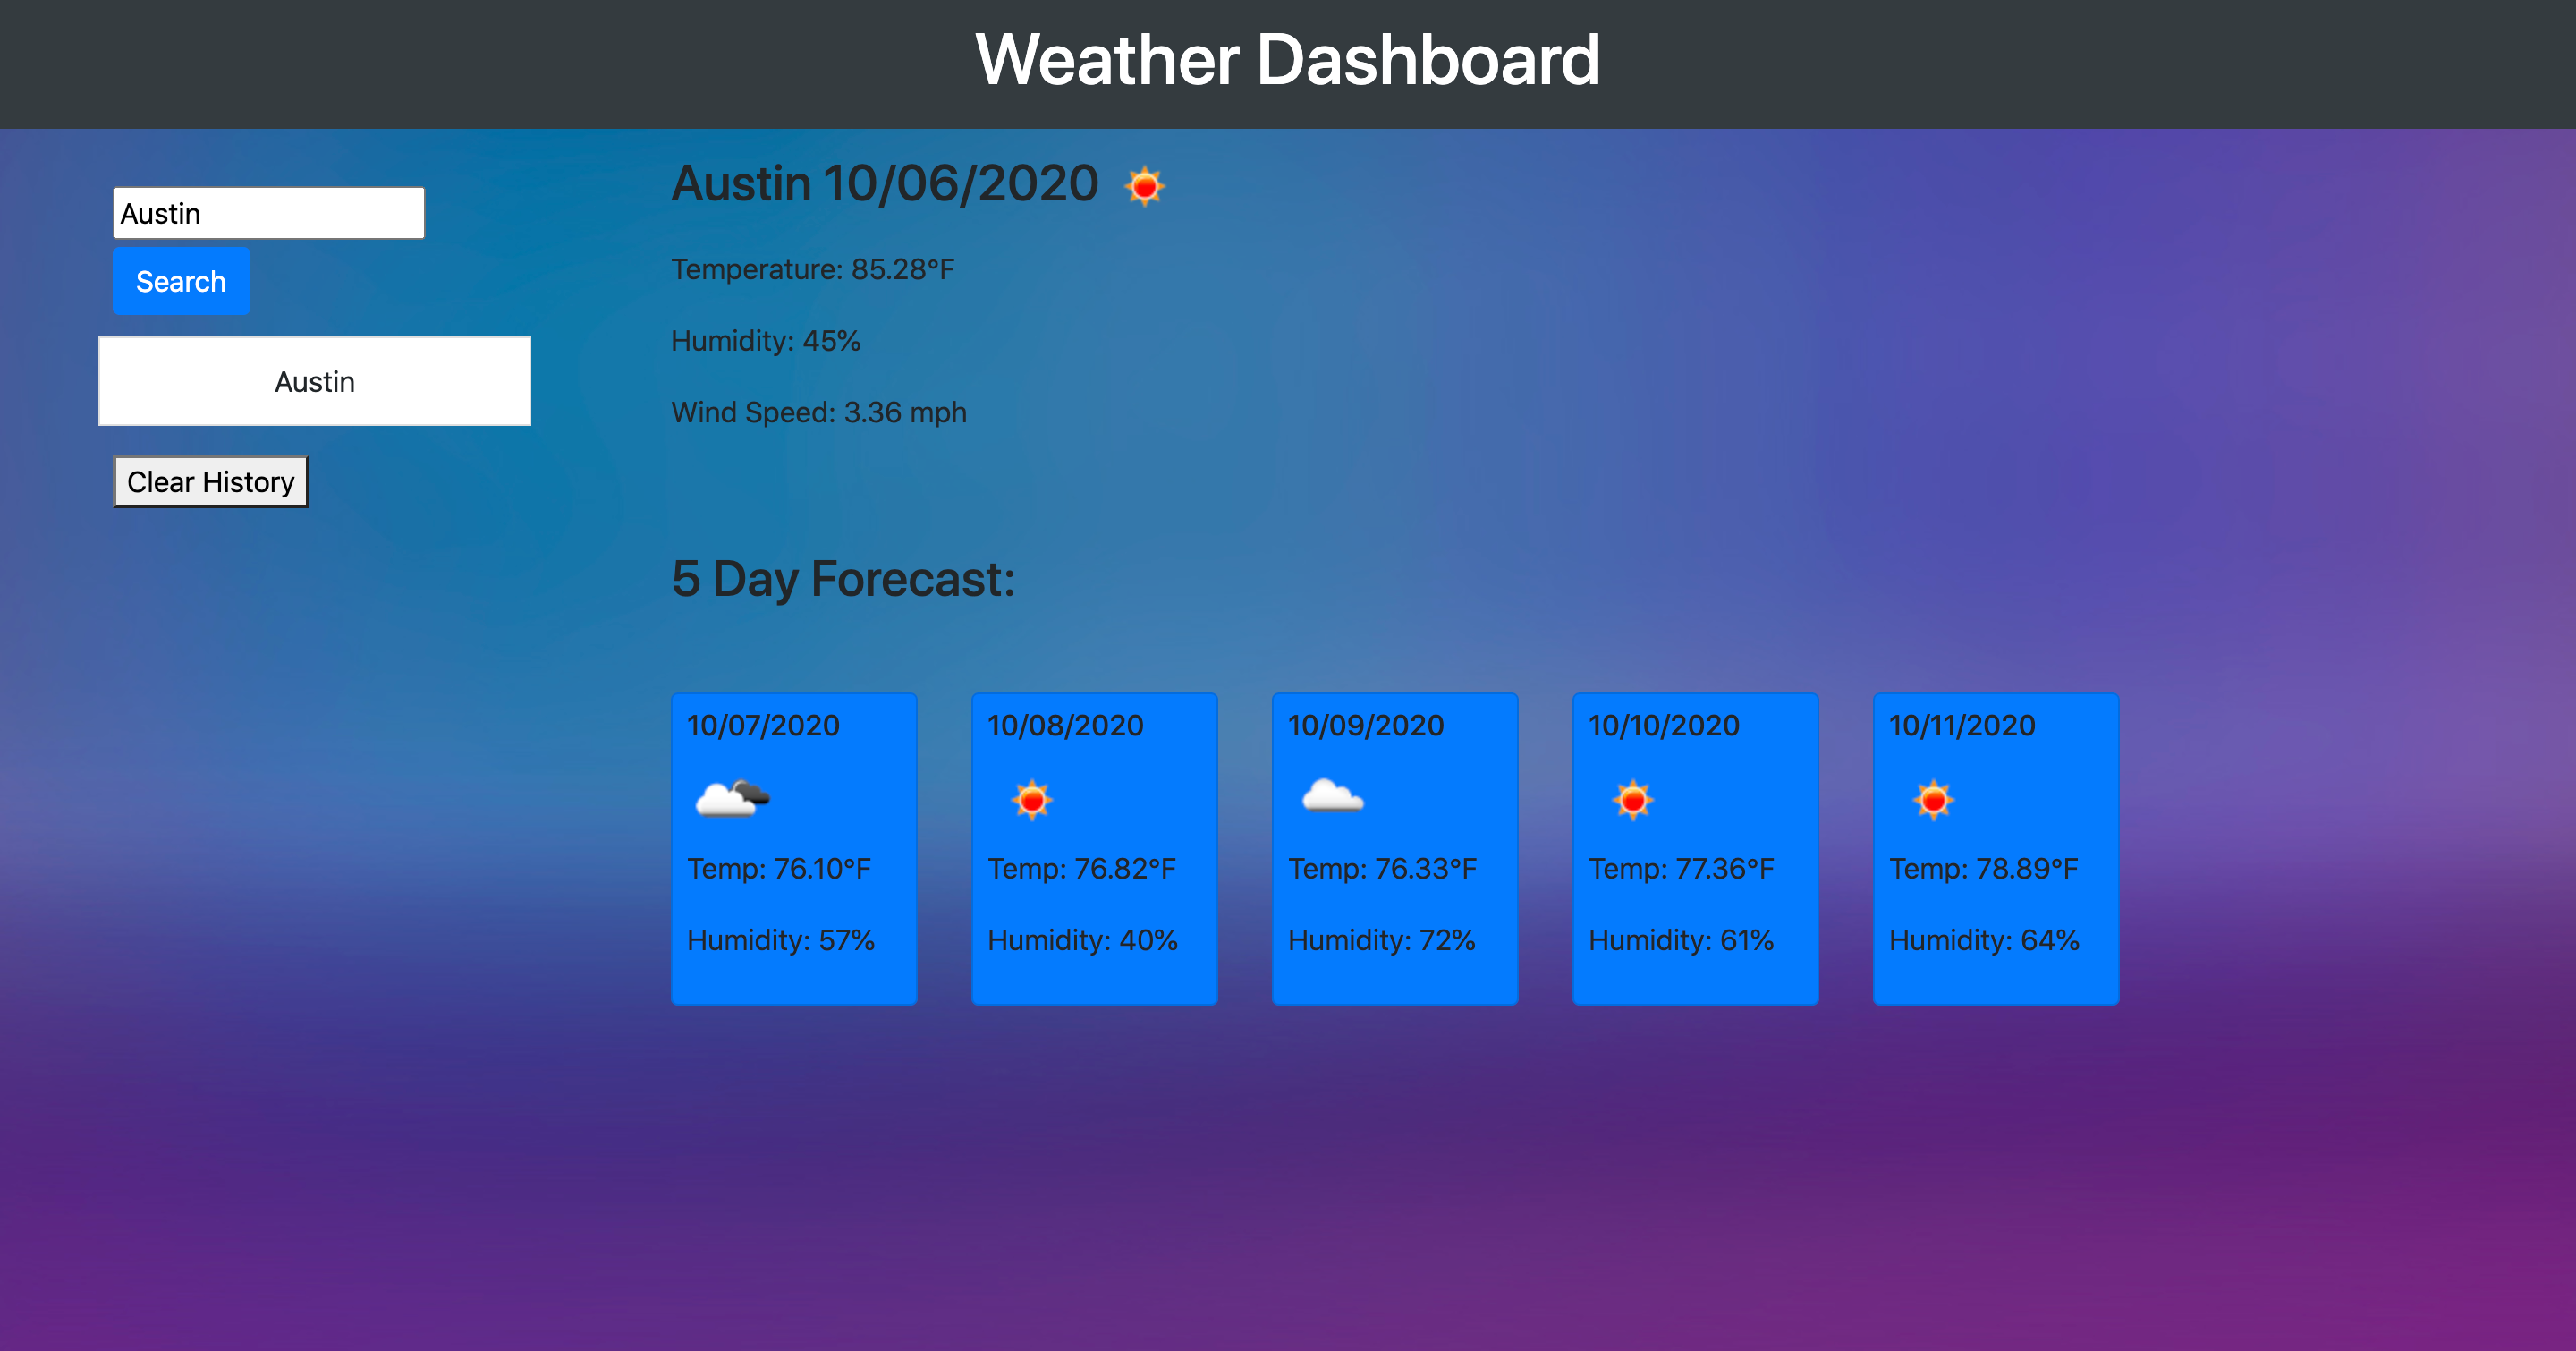 Weather Dashboard
Austin
Search
Austin
Clear History
Austin 10/06/2020
Temperature: 85.28°F
Humidity: 45%
Wind Speed: 3.36 mph
5 Day Forecast:
10/07/2020
Temp: 76.10°F
Humidity: 57%
10/08/2020
Temp: 76.82°F
Humidity: 40%
10/09/2020
Temp: 76.33°F
Humidity: 72%
10/10/2020
Temp: 77.36°F
Humidity: 61%
10/11/2020
Temp: 78.89°F
Humidity: 64%